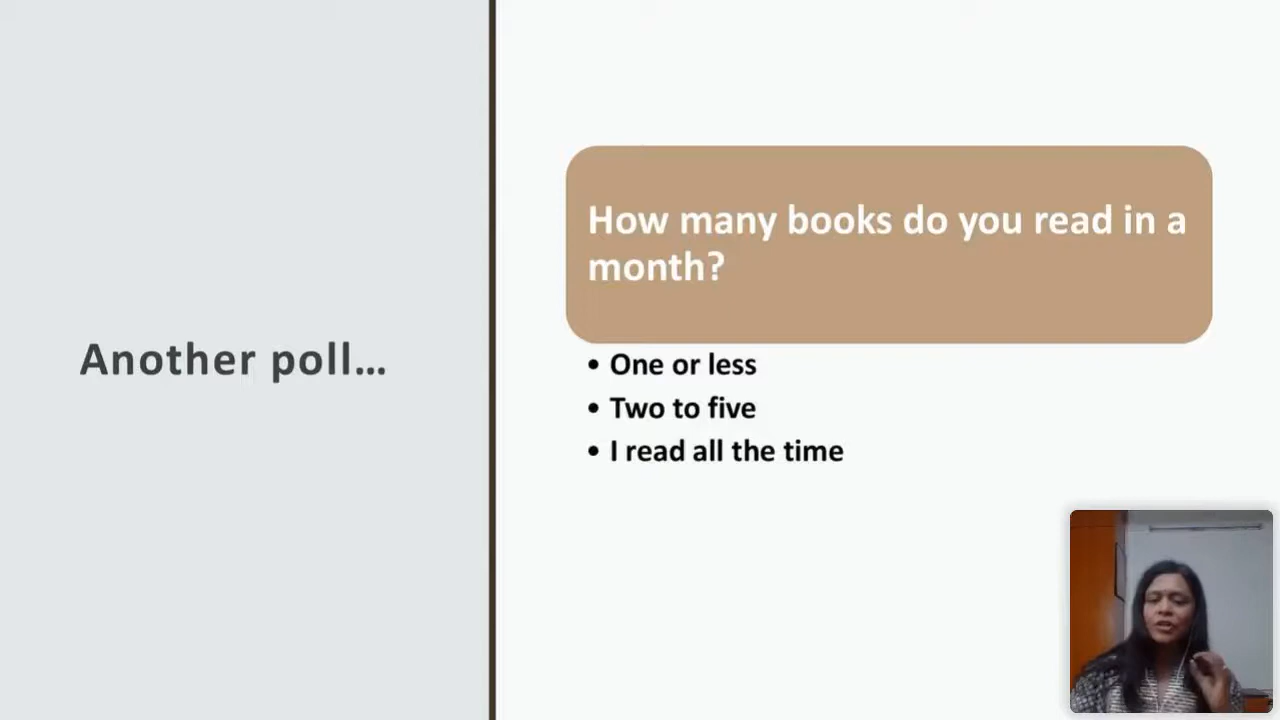 Another poll...
How many books do you read in a
month?
• One or less
• Two to five
• I read all the time